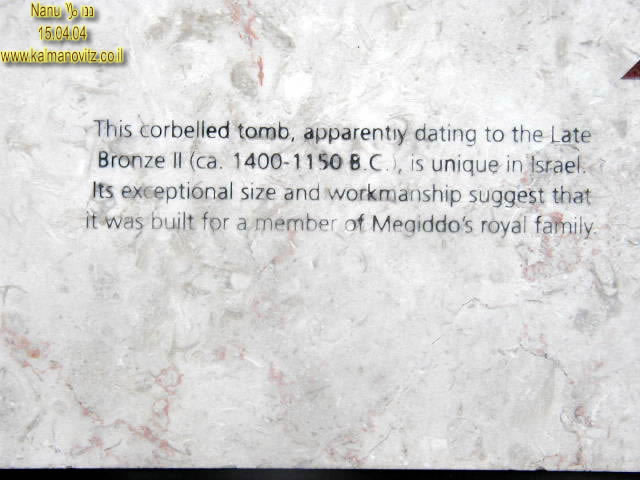 Nanu של ננו
15.04.04
www.kalmanovitz.co.il
This corbelled tomb, apparently dating to the Late
Bronze II (ca. 1400-1150 B.C.), is unique in Israel.
Its exceptional size and workmanship suggest that
it was built for a member of Megiddo's royal family.